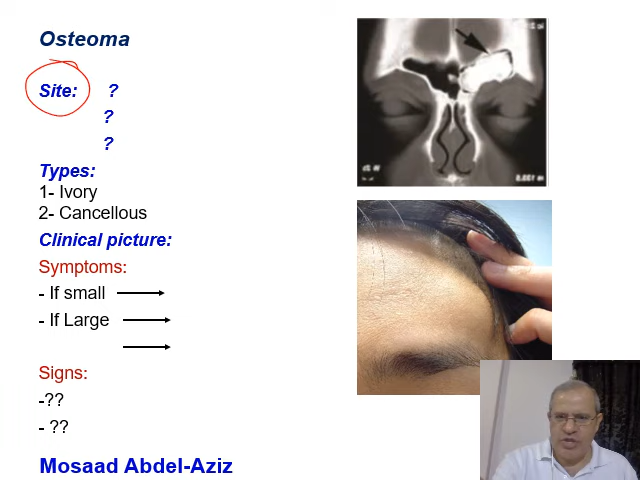 Osteoma
Site: ?
?
?
Types:
1- Ivory
2- Cancellous
Clinical picture:
Symptoms:
- If small
- If Large
Signs:
-??
- ??
Mosaad Abdel-Aziz